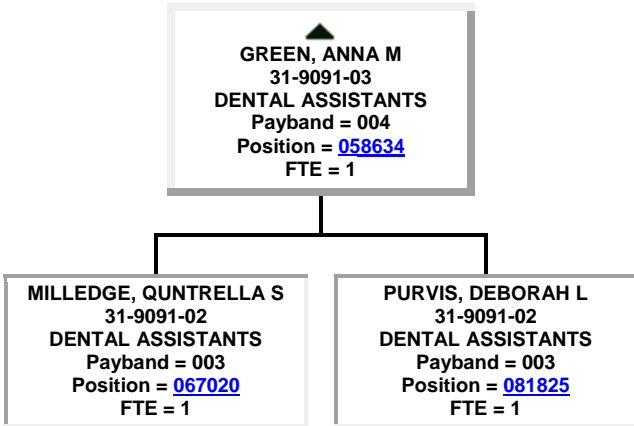 GREEN, ANNA M
31-9091-03
DENTAL ASSISTANTS
Payband = 004
Position = 058634
FTE = 1
MILLEDGE, QUNTRELLA S
31-9091-02
DENTAL ASSISTANTS
Payband = 003
Position = 067020
FTE = 1
PURVIS, DEBORAH L
31-9091-02
DENTAL ASSISTANTS
Payband = 003
Position = 081825
FTE = 1